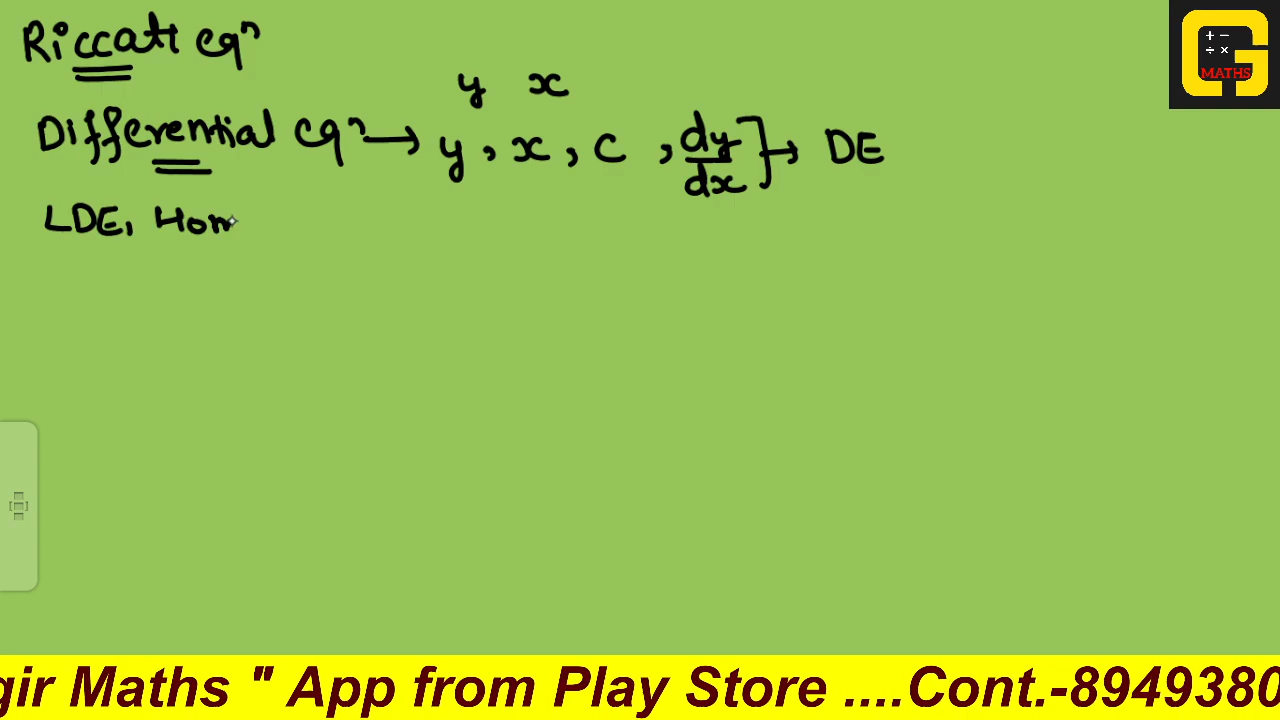 Riccati eqⁿ
y x
Differential eqⁿ → y, x, C, dy/dx] → DE
LDE, Hom
+ −
÷ ×
MATHS
gir Maths " App from Play Store ....Cont.-8949380